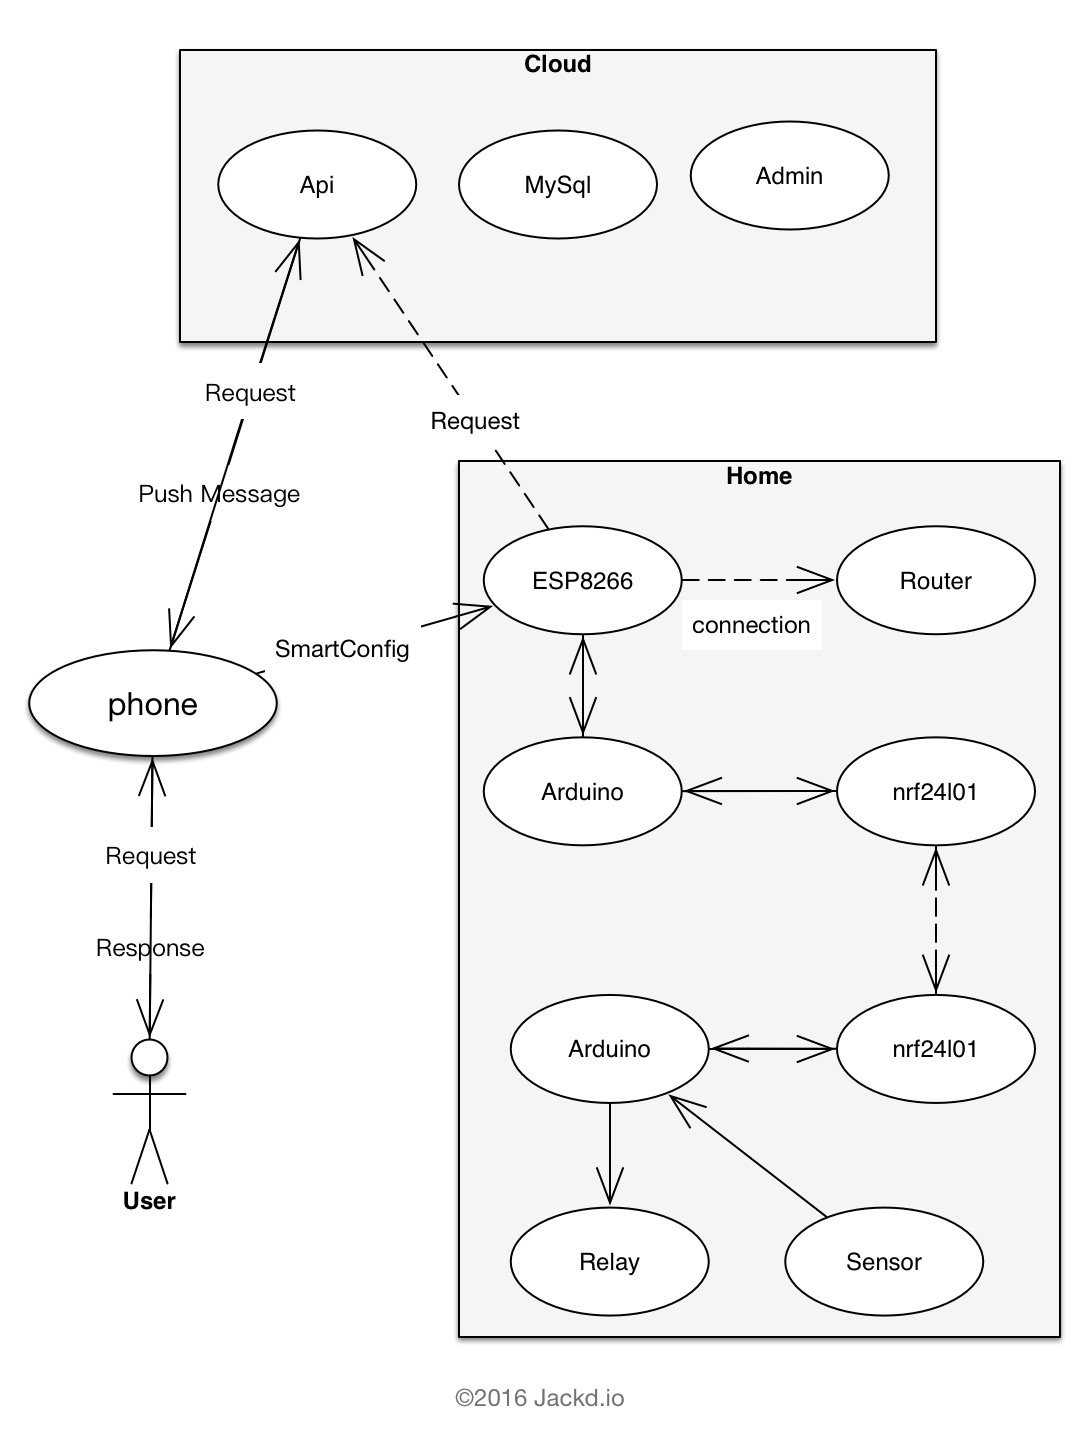 Cloud
Api
MySql
Admin
Request
Request
Push Message
Home
ESP8266
Router
connection
SmartConfig
phone
Arduino
nrf24l01
Request
Response
Arduino
nrf24l01
User
Relay
Sensor
©2016 Jackd.io